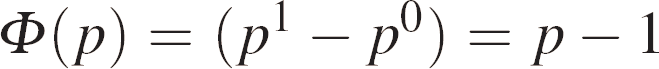 Φ(p) = (p¹ − p⁰) = p − 1